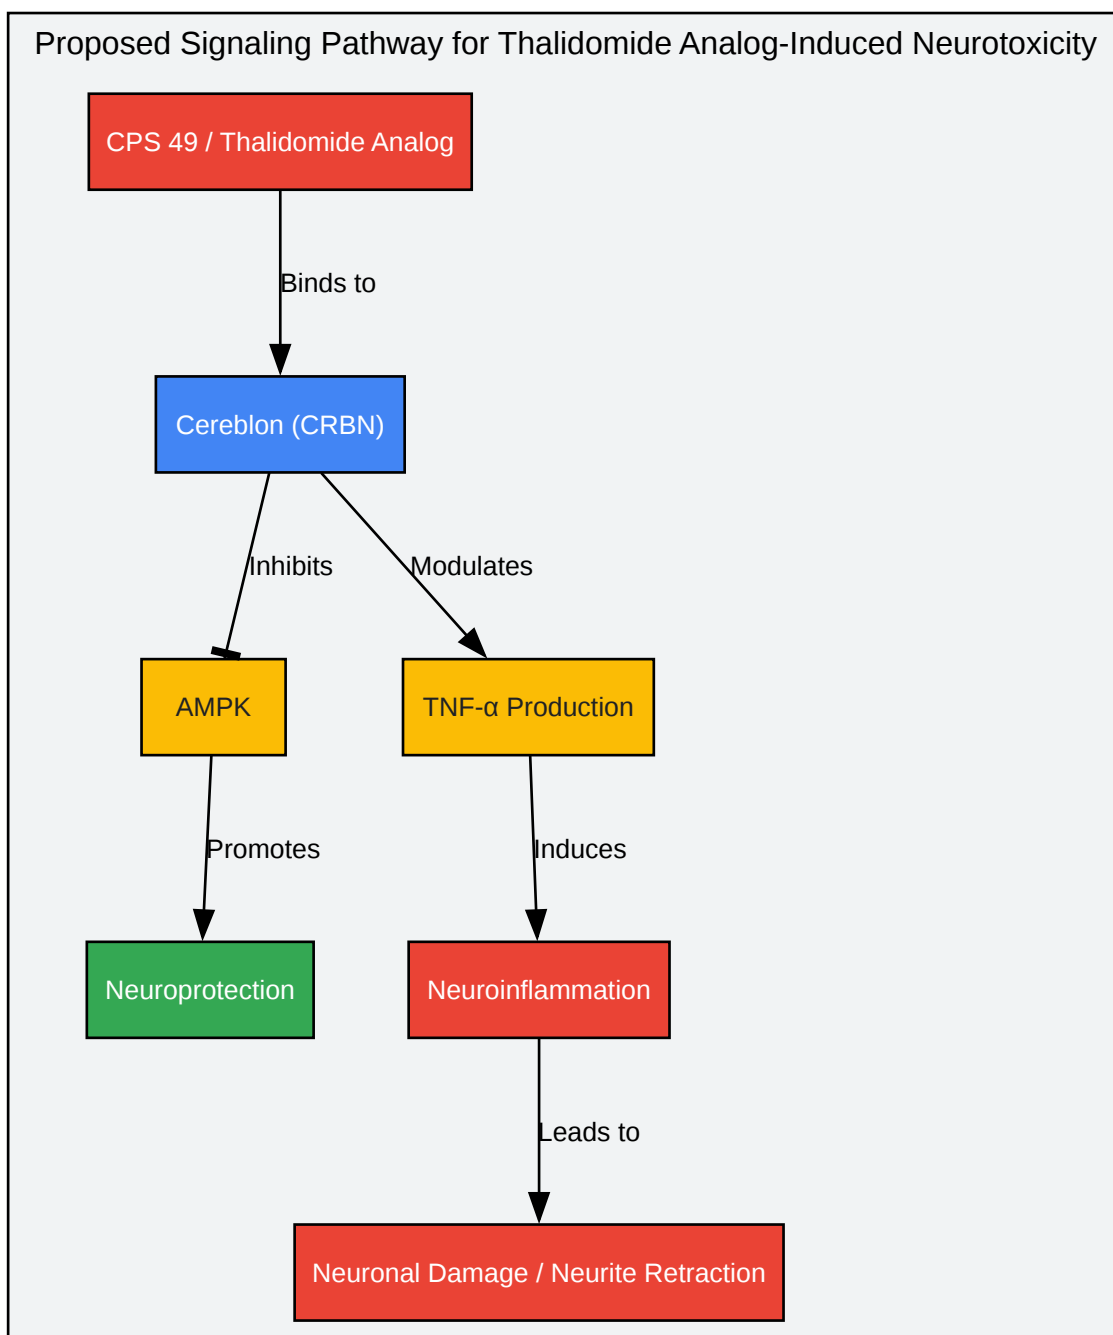 Proposed Signaling Pathway for Thalidomide Analog-Induced Neurotoxicity
CPS 49 / Thalidomide Analog
Binds to
Cereblon (CRBN)
Inhibits
Modulates
AMPK
TNF-α Production
Promotes
Induces
Neuroprotection
Neuroinflammation
Leads to
Neuronal Damage / Neurite Retraction